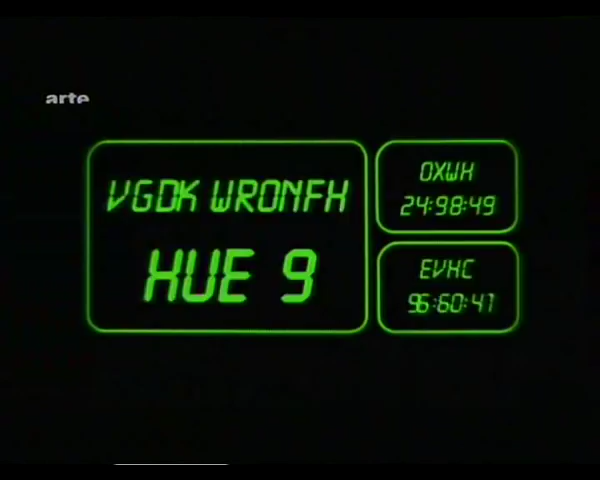 arte
VGDK WRONFH
HUE 9
OXWH
24:98:49
EVHC
96:60:41